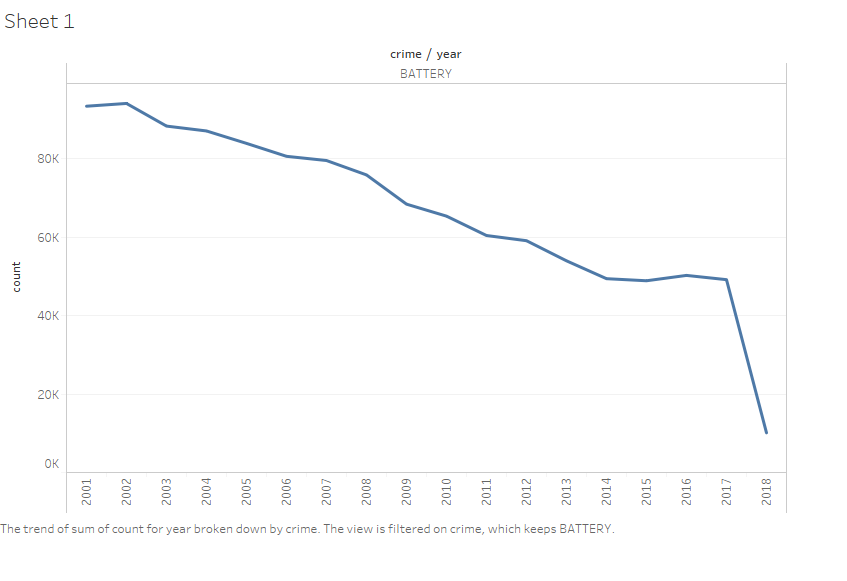 Sheet 1
crime / year
BATTERY
80K
60K
40K
20K
0K
count
2001 2002 2003 2004 2005 2006 2007 2008 2009 2010 2011 2012 2013 2014 2015 2016 2017 2018
The trend of sum of count for year broken down by crime. The view is filtered on crime, which keeps BATTERY.